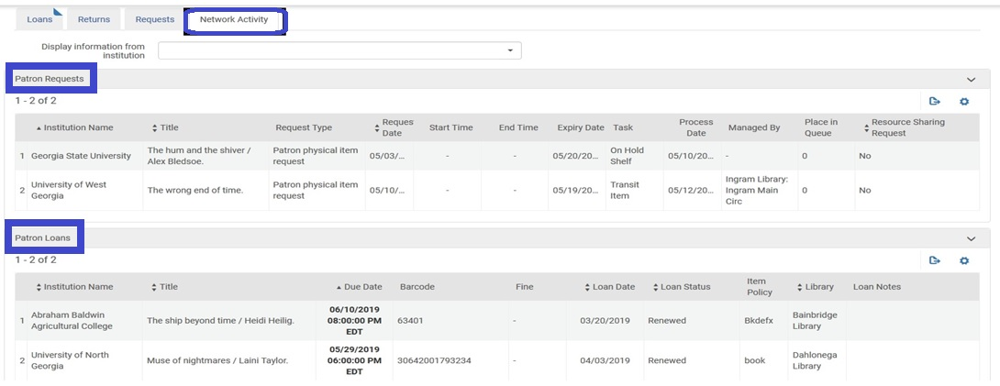 Loans Returns Requests Network Activity
Display information from
institution
Patron Requests
1 - 2 of 2
Institution Name Title Request Type Reques Date Start Time End Time Expiry Date Task Process Date Managed By Place in Queue Resource Sharing Request
1 Georgia State University The hum and the shiver / Alex Bledsoe. Patron physical item request 05/03/... - - 05/20/20... On Hold Shelf 05/10/20... - 0 No
2 University of West Georgia The wrong end of time. Patron physical item request 05/10/... - - 05/19/20... Transit Item 05/12/20... Ingram Library: Ingram Main Circ 0 No
Patron Loans
1 - 2 of 2
Institution Name Title Due Date Barcode Fine Loan Date Loan Status Item Policy Library Loan Notes
1 Abraham Baldwin Agricultural College The ship beyond time / Heidi Heilig. 06/10/2019 08:00:00 PM EDT 63401 - 03/20/2019 Renewed Bkdefx Bainbridge Library
2 University of North Georgia Muse of nightmares / Laini Taylor. 05/29/2019 06:00:00 PM EDT 30642001793234 - 04/03/2019 Renewed book Dahlonega Library